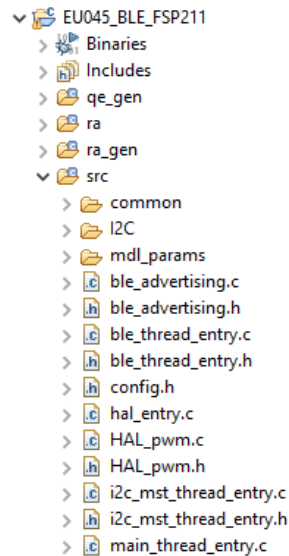 EU045_BLE_FSP211
Binaries
Includes
qe_gen
ra
ra_gen
src
common
I2C
mdl_params
ble_advertising.c
ble_advertising.h
ble_thread_entry.c
ble_thread_entry.h
config.h
hal_entry.c
HAL_pwm.c
HAL_pwm.h
i2c_mst_thread_entry.c
i2c_mst_thread_entry.h
main_thread_entry.c